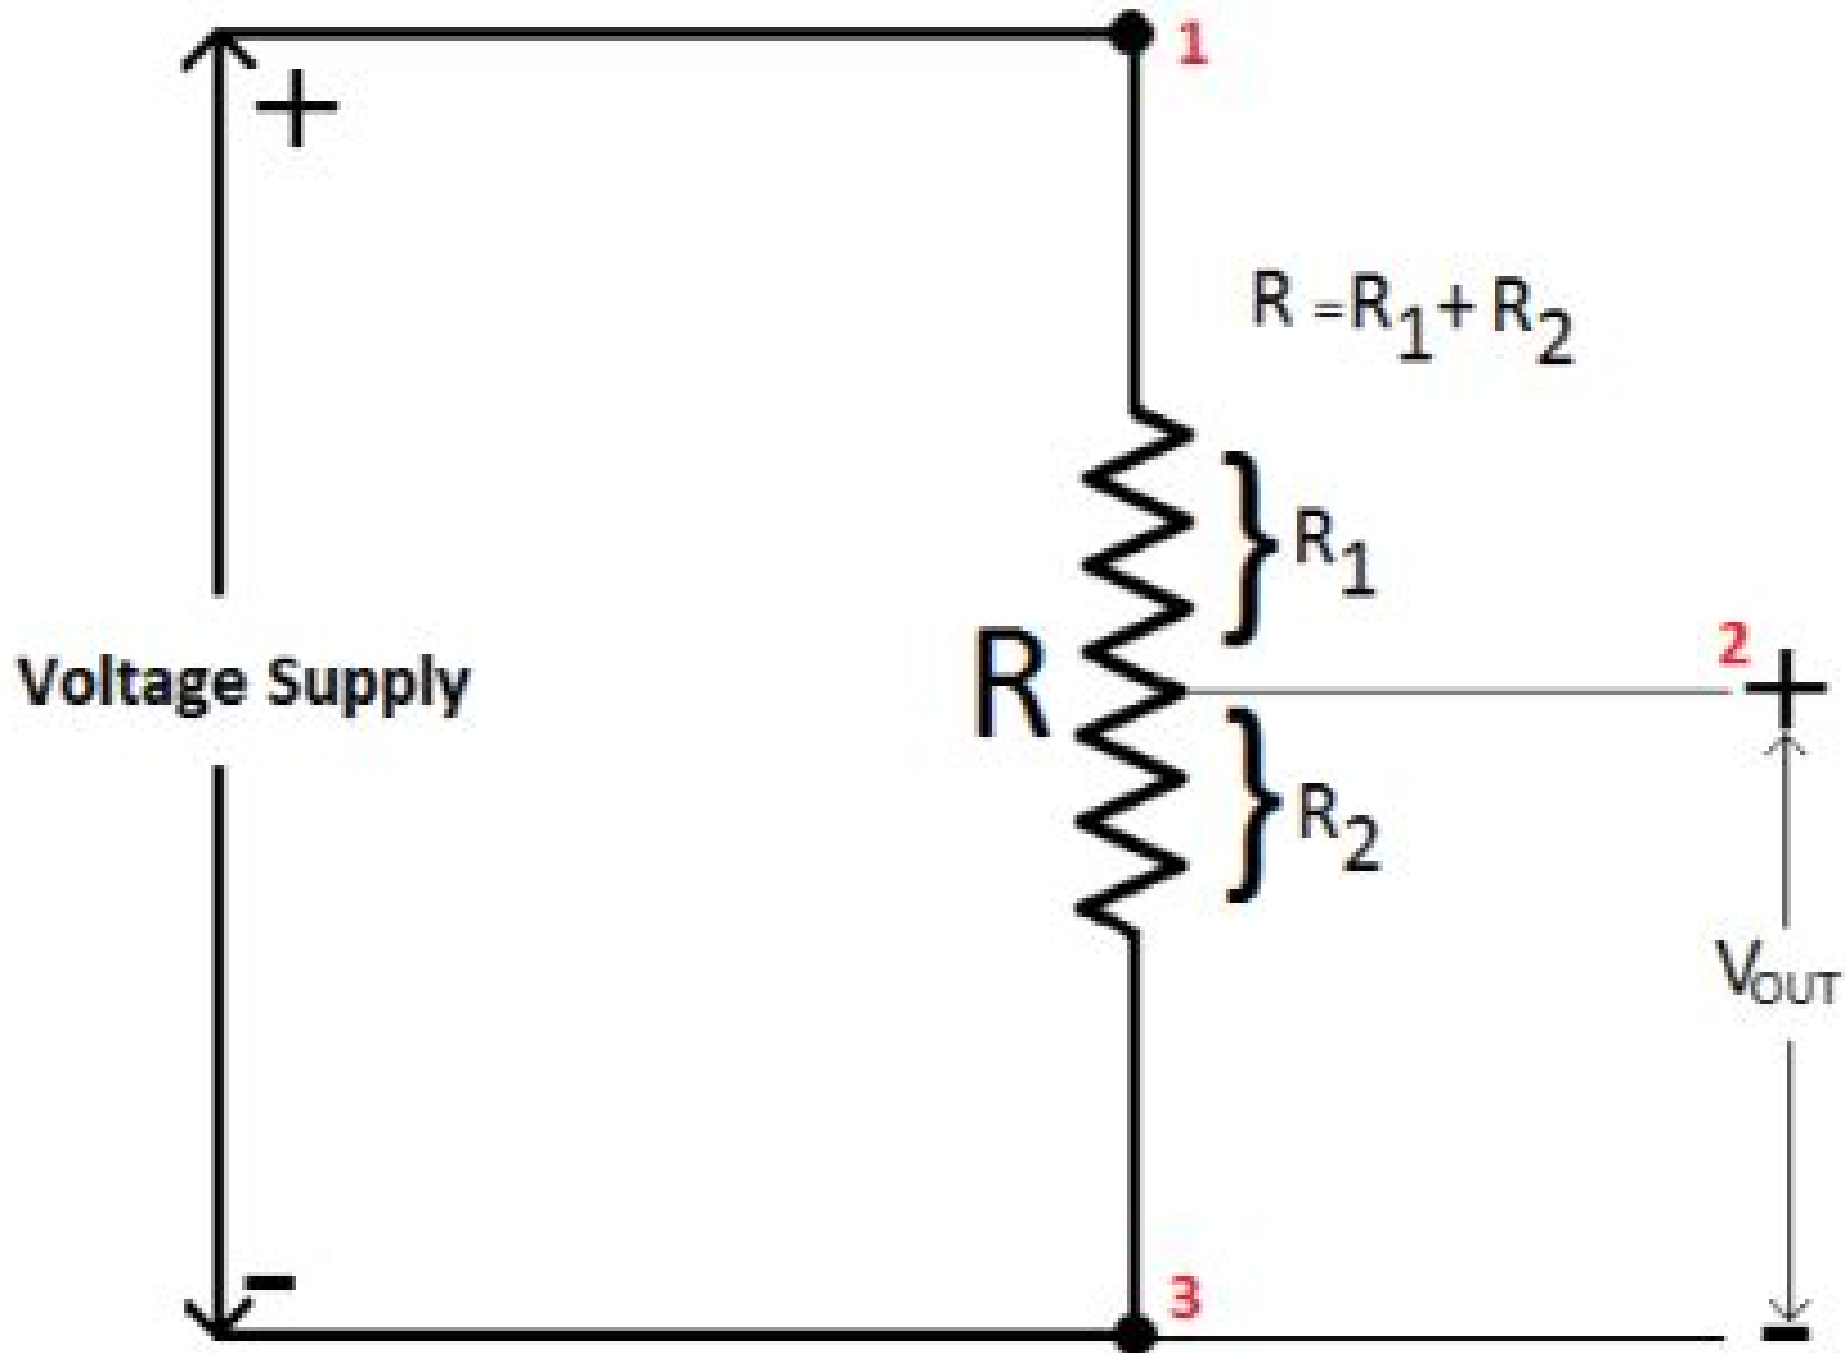 1
+
R =R1+ R2
R1
2
+
Voltage Supply
R
R2
VOUT
-
3
-